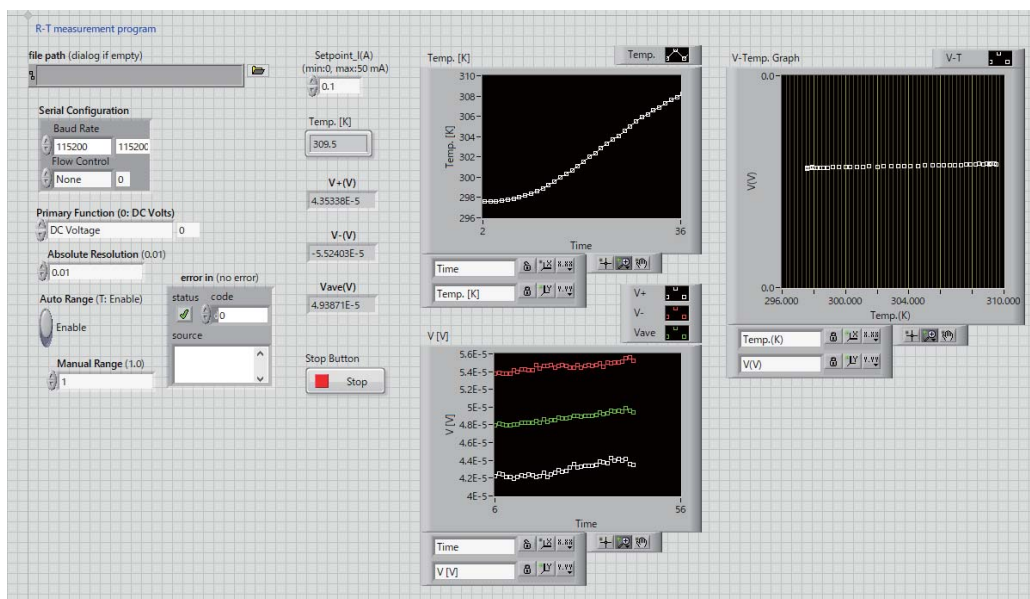 R-T measurement program
file path (dialog if empty)
Serial Configuration
Baud Rate
115200 115200
Flow Control
None 0
Primary Function (0: DC Volts)
DC Voltage 0
Absolute Resolution (0.01)
0.01
Auto Range (T: Enable)
Enable
Manual Range (1.0)
1
error in (no error)
status code
0
source
Setpoint_I(A)
(min:0, max:50 mA)
0.1
Temp. [K]
309.5
V+(V)
4.35338E-5
V-(V)
-5.52403E-5
Vave(V)
4.93871E-5
Stop Button
Stop
Temp. [K] Temp.
Temp. [K]
310
308
306
304
302
300
298
296
2 36
Time
Time
Temp. [K]
V+
V-
Vave
V [V]
V [V]
5.6E-5
5.4E-5
5.2E-5
5E-5
4.8E-5
4.6E-5
4.4E-5
4.2E-5
4E-5
6 56
Time
Time
V [V]
V-Temp. Graph V-T
V(V)
0.0
0.0
296.000 300.000 304.000 310.000
Temp.(K)
Temp.(K)
V(V)